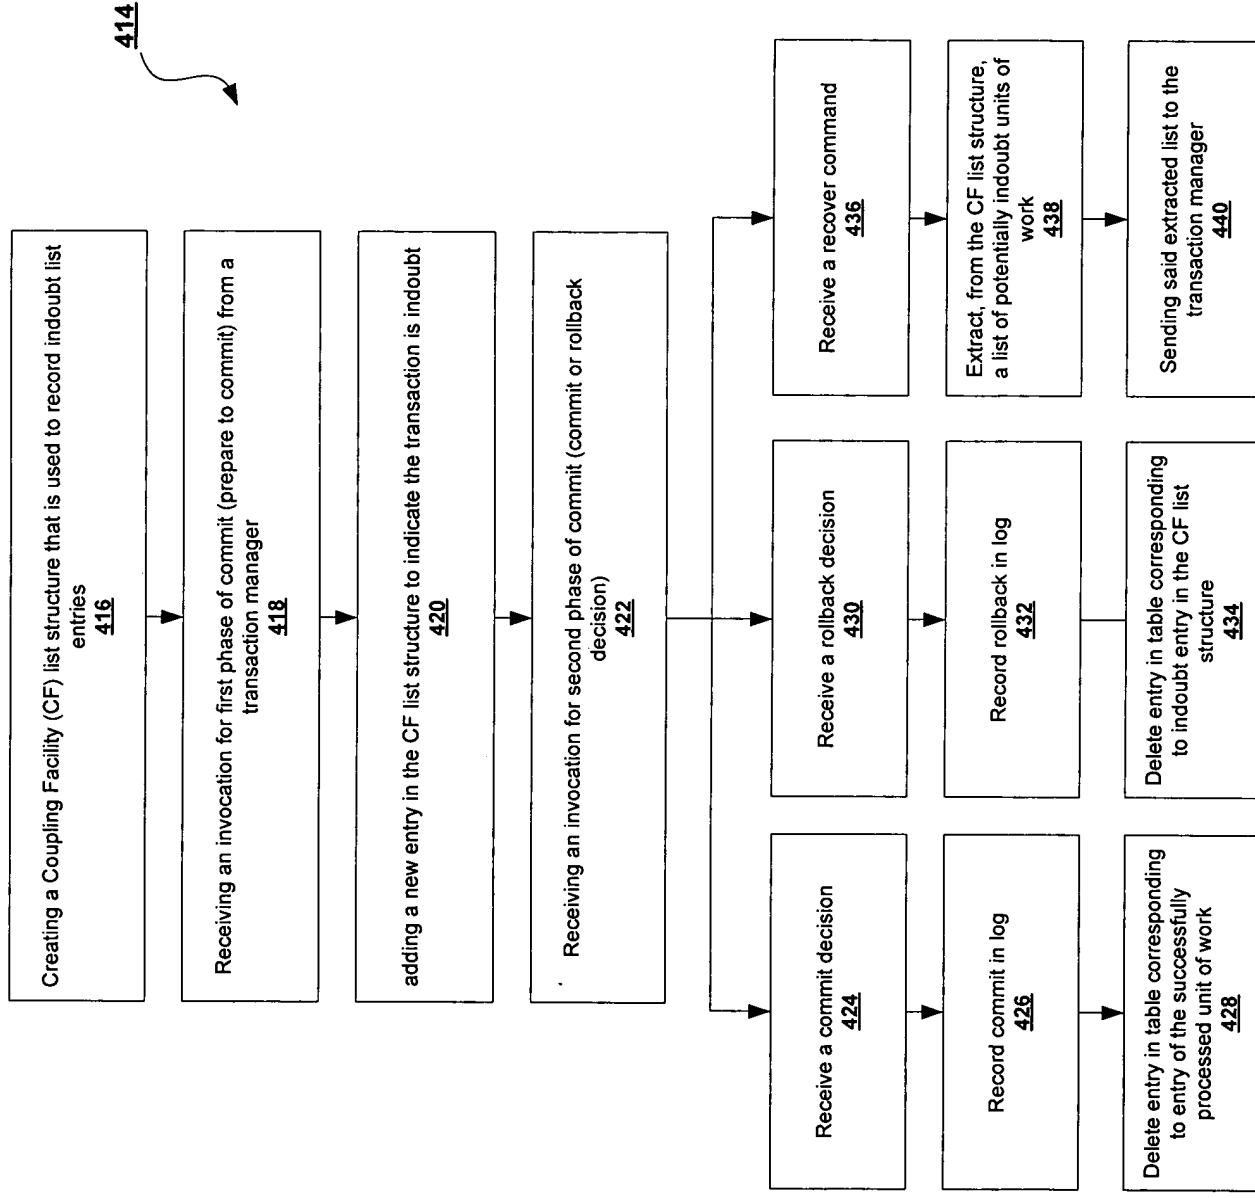 414
Creating a Coupling Facility (CF) list structure that is used to record indoubt list
entries
416
Receiving an invocation for first phase of commit (prepare to commit) from a
transaction manager
418
adding a new entry in the CF list structure to indicate the transaction is indoubt
420
Receiving an invocation for second phase of commit (commit or rollback
decision)
422
Receive a commit decision
424
Record commit in log
426
Delete entry in table corresponding
to entry of the successfully
processed unit of work
428
Receive a rollback decision
430
Record rollback in log
432
Delete entry in table corresponding
to indoubt entry in the CF list
structure
434
Receive a recover command
436
Extract, from the CF list structure,
a list of potentially indoubt units of
work
438
Sending said extracted list to the
transaction manager
440